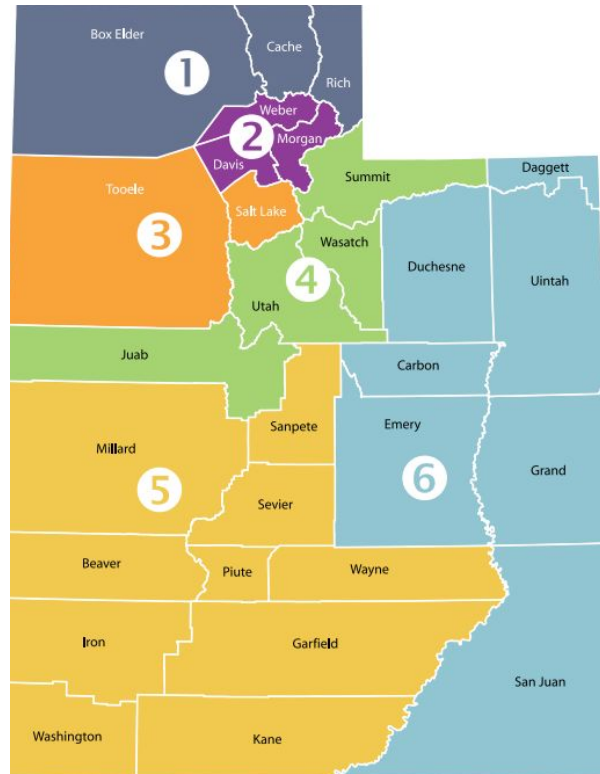 Box Elder
Cache
Rich
1
Weber
2
Morgan
Davis
Summit
Daggett
Tooele
Salt Lake
3
Wasatch
Duchesne
Uintah
4
Utah
Juab
Carbon
Sanpete
Emery
Millard
Grand
5
6
Sevier
Beaver
Piute
Wayne
Iron
Garfield
San Juan
Washington
Kane